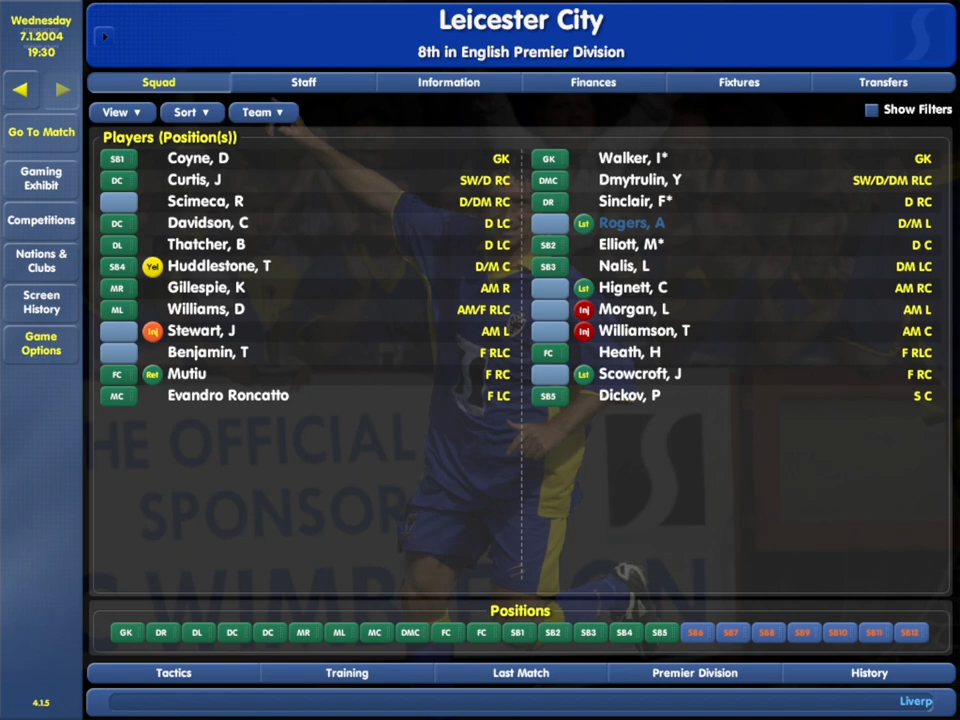 Wednesday
7.1.2004
19:30
Leicester City
8th in English Premier Division
Squad Staff Information Finances Fixtures Transfers
View Sort Team Show Filters
Go To Match
Gaming
Exhibit
Competitions
Nations &
Clubs
Screen
History
Game
Options
4.1.5
Players (Position(s))
SB1 Coyne, D GK
DC Curtis, J SW/D RC
Scimeca, R D/DM RC
DC Davidson, C D LC
DL Thatcher, B D LC
SB4 Yel Huddlestone, T D/M C
MR Gillespie, K AM R
ML Williams, D AM/F RLC
Inj Stewart, J AM L
Benjamin, T F RLC
FC Ret Mutiu F RC
MC Evandro Roncatto F LC
GK Walker, I* GK
DMC Dmytrulin, Y SW/D/DM RLC
DR Sinclair, F* D RC
Lst Rogers, A D/M L
SB2 Elliott, M* D C
SB3 Nalis, L DM LC
Lst Hignett, C AM RC
Inj Morgan, L AM L
Inj Williamson, T AM C
FC Heath, H F RLC
Lst Scowcroft, J F RC
SB5 Dickov, P S C
HE OFFICIAL
SPONSOR
S WIMBLEDON
Positions
GK DR DL DC DC MR ML MC DMC FC FC SB1 SB2 SB3 SB4 SB5 SB6 SB7 SB8 SB9 SB10 SB11 SB12
Tactics Training Last Match Premier Division History
Liverp